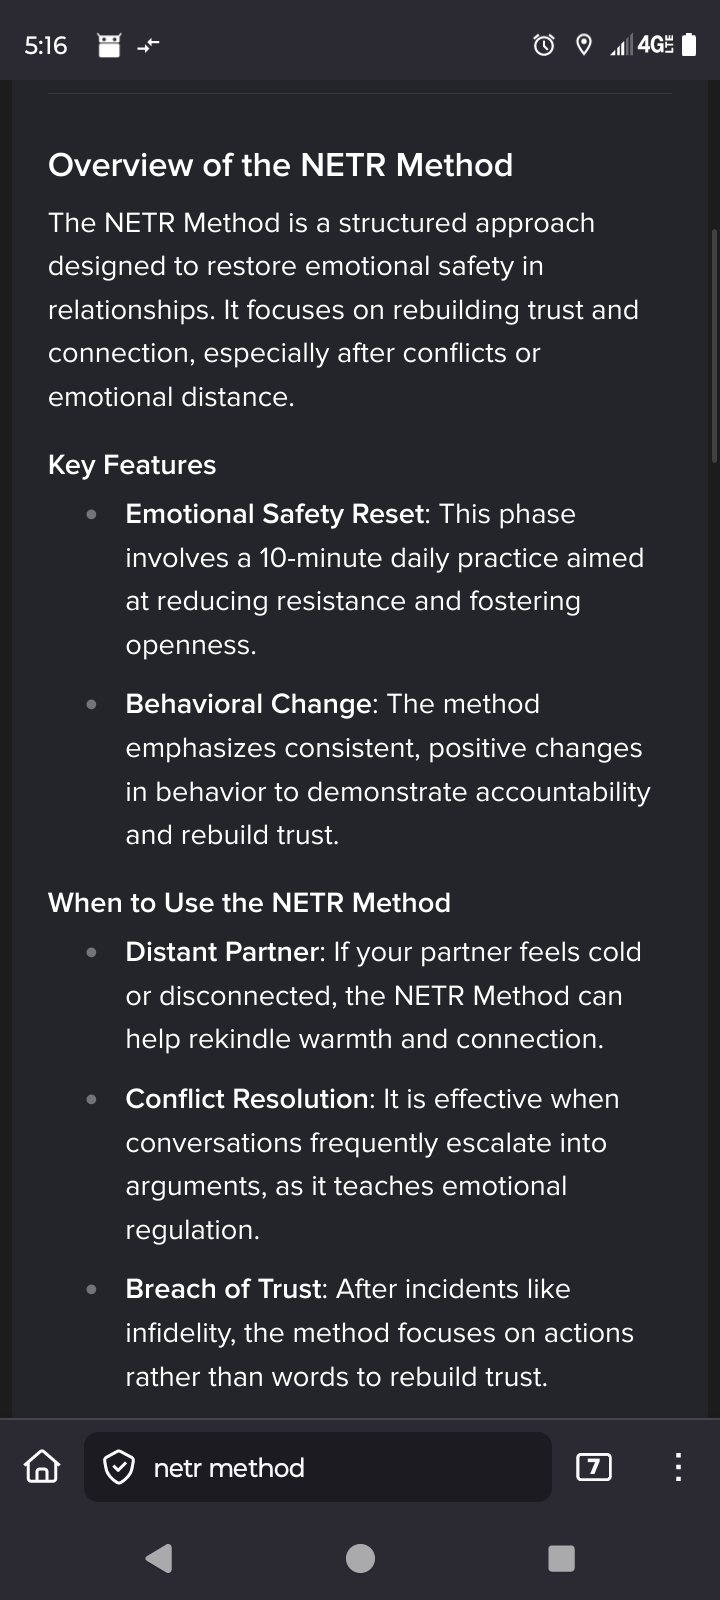 5:16 4G LTE
Overview of the NETR Method
The NETR Method is a structured approach
designed to restore emotional safety in
relationships. It focuses on rebuilding trust and
connection, especially after conflicts or
emotional distance.
Key Features
Emotional Safety Reset: This phase
involves a 10-minute daily practice aimed
at reducing resistance and fostering
openness.
Behavioral Change: The method
emphasizes consistent, positive changes
in behavior to demonstrate accountability
and rebuild trust.
When to Use the NETR Method
Distant Partner: If your partner feels cold
or disconnected, the NETR Method can
help rekindle warmth and connection.
Conflict Resolution: It is effective when
conversations frequently escalate into
arguments, as it teaches emotional
regulation.
Breach of Trust: After incidents like
infidelity, the method focuses on actions
rather than words to rebuild trust.
netr method 7